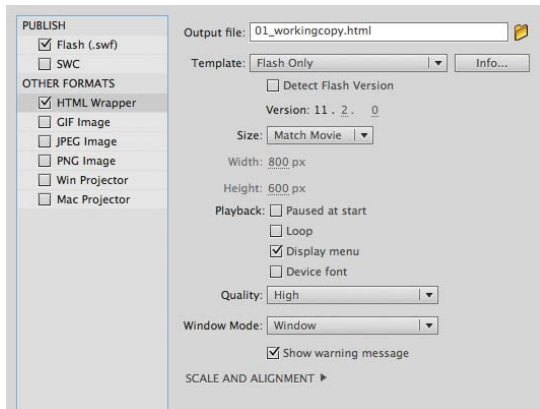 PUBLISH
Flash (.swf)
SWC
OTHER FORMATS
HTML Wrapper
GIF Image
JPEG Image
PNG Image
Win Projector
Mac Projector
Output file: 01_workingcopy.html
Template: Flash Only Info...
Detect Flash Version
Version: 11 . 2 . 0
Size: Match Movie
Width: 800 px
Height: 600 px
Playback: Paused at start
Loop
Display menu
Device font
Quality: High
Window Mode: Window
Show warning message
SCALE AND ALIGNMENT